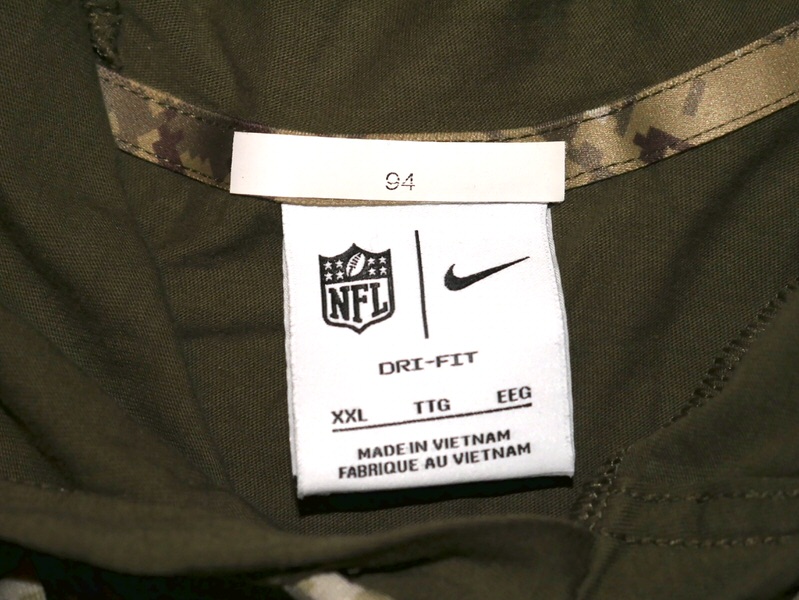 94
NFL
DRI-FIT
XXL TTG EEG
MADE IN VIETNAM
FABRIQUE AU VIETNAM